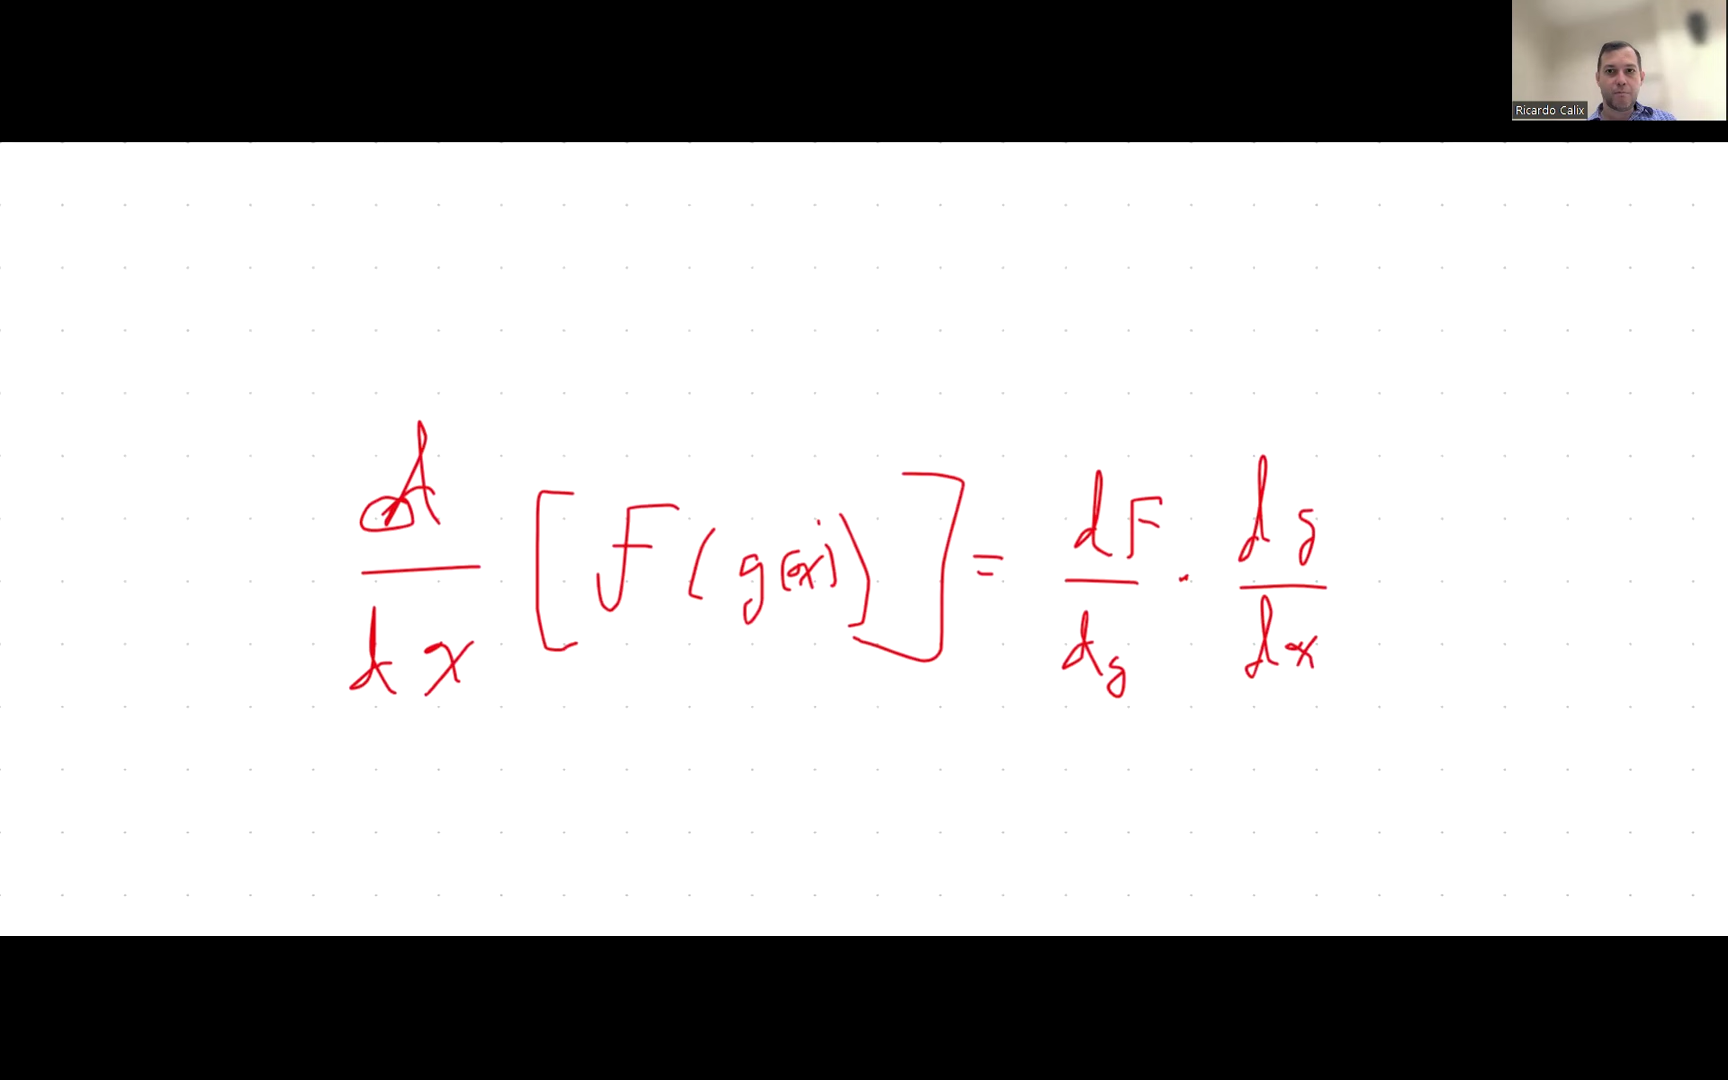 Ricardo Calix
d/dx [F(g(x))] = dF/dg · dg/dx